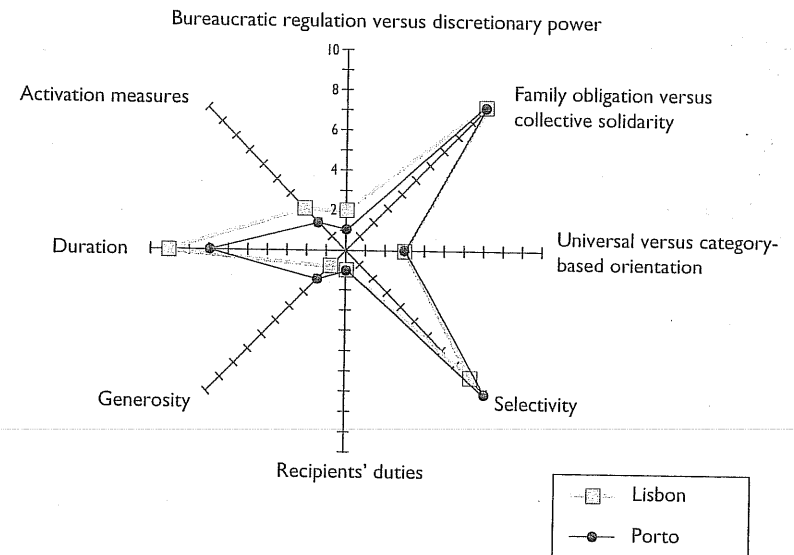 Bureaucratic regulation versus discretionary power
10
8
6
4
2
Activation measures
Family obligation versus
collective solidarity
Duration
Universal versus category-
based orientation
Generosity
Selectivity
Recipients' duties
Lisbon
Porto